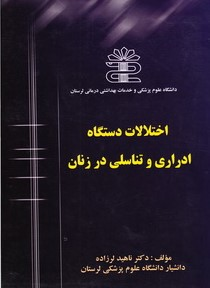 دانشگاه علوم پزشکی و خدمات بهداشتی درمانی لرستان
اختلالات دستگاه
ادراری و تناسلی در زنان
مؤلف : دکتر ناهید لرزاده
دانشیار دانشگاه علوم پزشکی لرستان